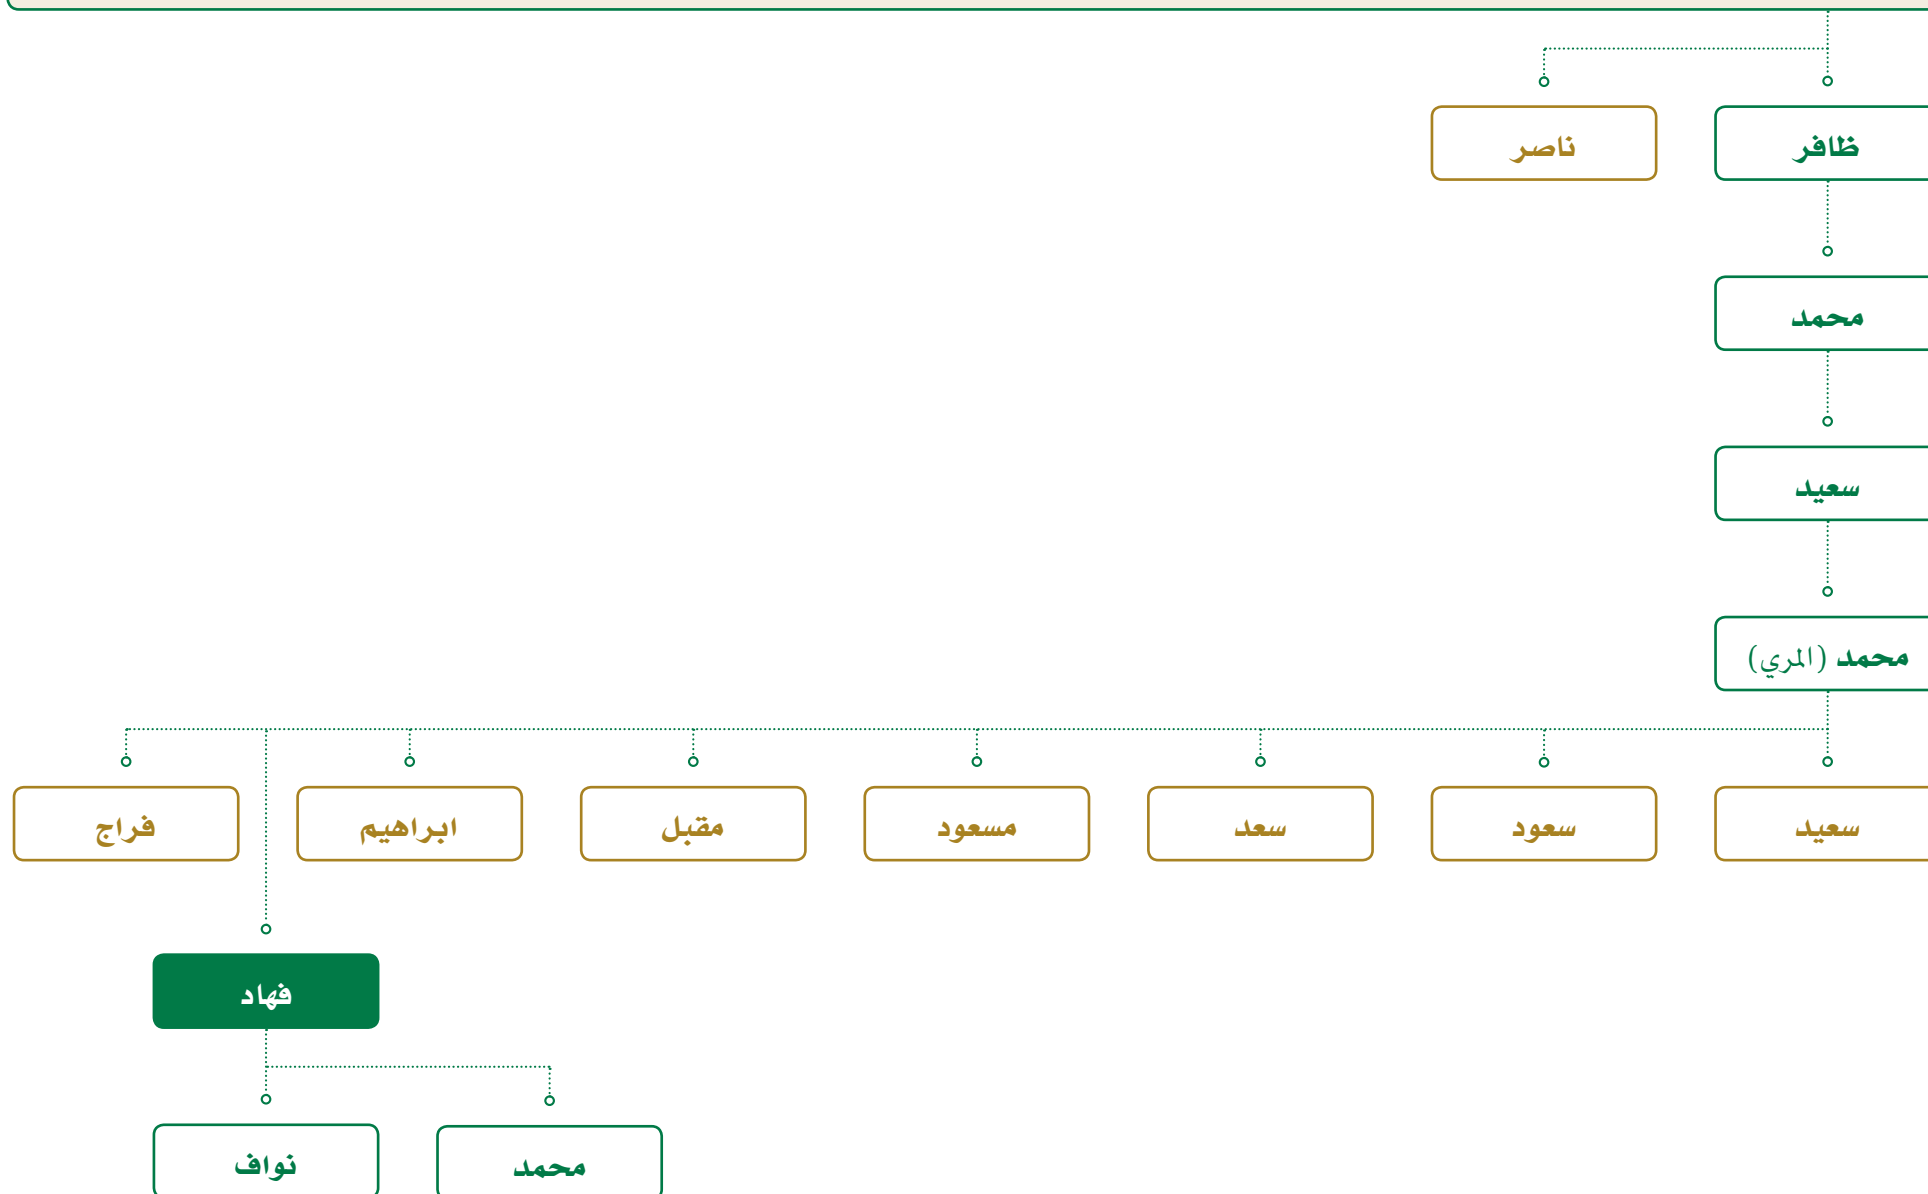 ظافر
ناصر
محمد
سعيد
محمد (المري)
سعيد
سعود
سعد
مسعود
مقبل
ابراهيم
فراج
فهاد
محمد
نواف